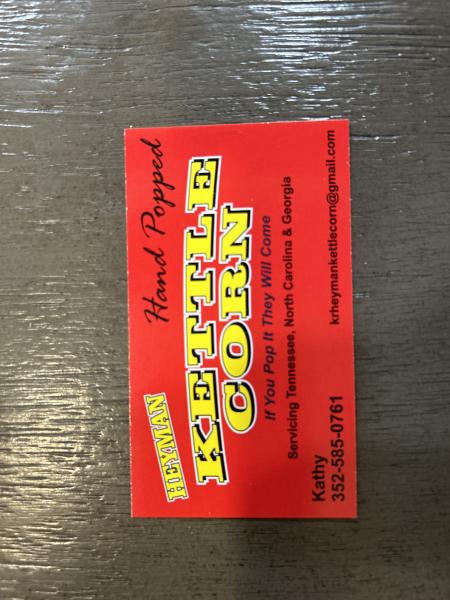 HEYMAN
Hand Popped
KETTLE
CORN
If You Pop It They Will Come
Servicing Tennessee, North Carolina & Georgia
Kathy
352-585-0761
krheymankettlecorn@gmail.com